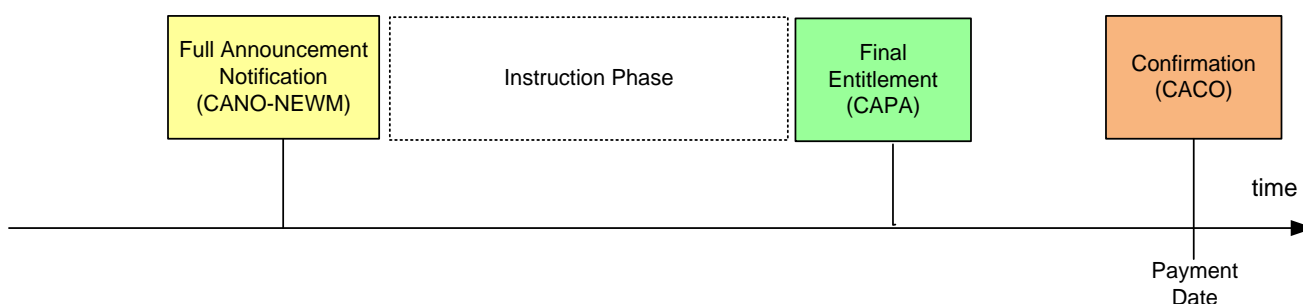 Full Announcement
Notification
(CANO-NEWM)
Instruction Phase
Final
Entitlement
(CAPA)
Confirmation
(CACO)
time
Payment
Date